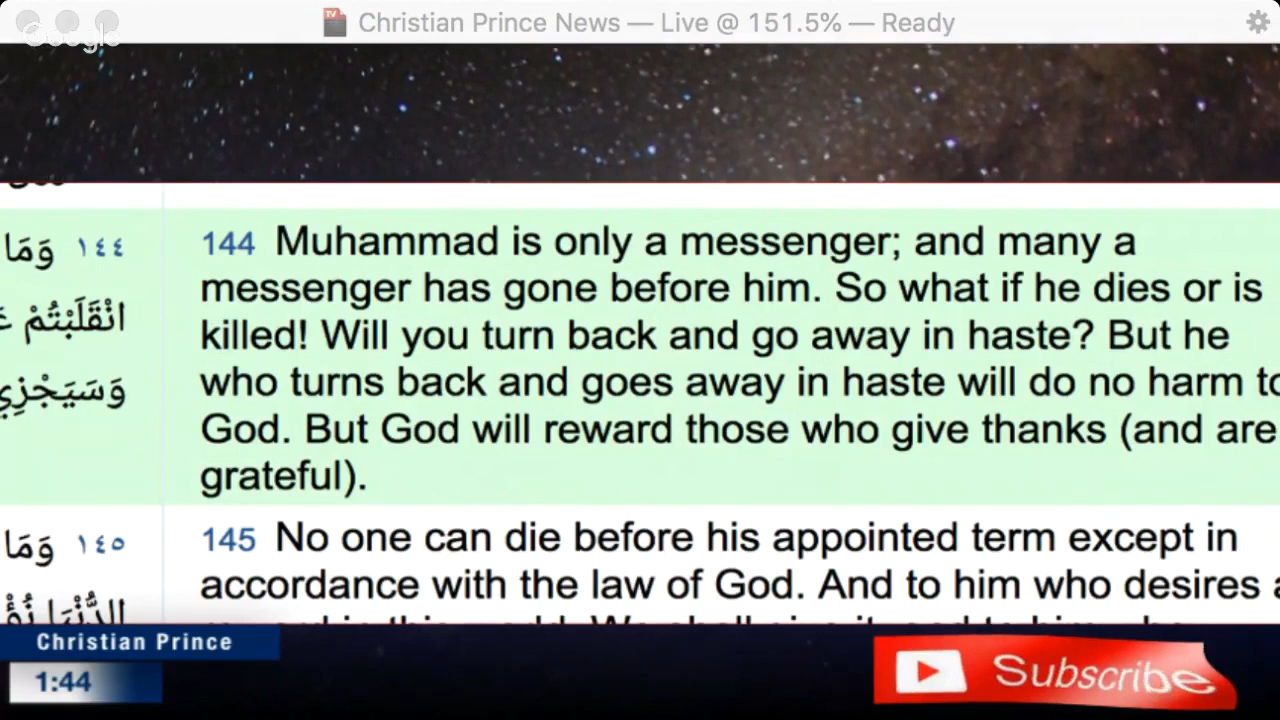 Christian Prince News — Live @ 151.5% — Ready
Google
١٤٤ وَمَا
انْقَلَبْتُمْ
وَسَيَجْزِي
144 Muhammad is only a messenger; and many a
messenger has gone before him. So what if he dies or is
killed! Will you turn back and go away in haste? But he
who turns back and goes away in haste will do no harm to
God. But God will reward those who give thanks (and are
grateful).
١٤٥ وَمَا
145 No one can die before his appointed term except in
accordance with the law of God. And to him who desires a
Christian Prince
1:44
Subscribe